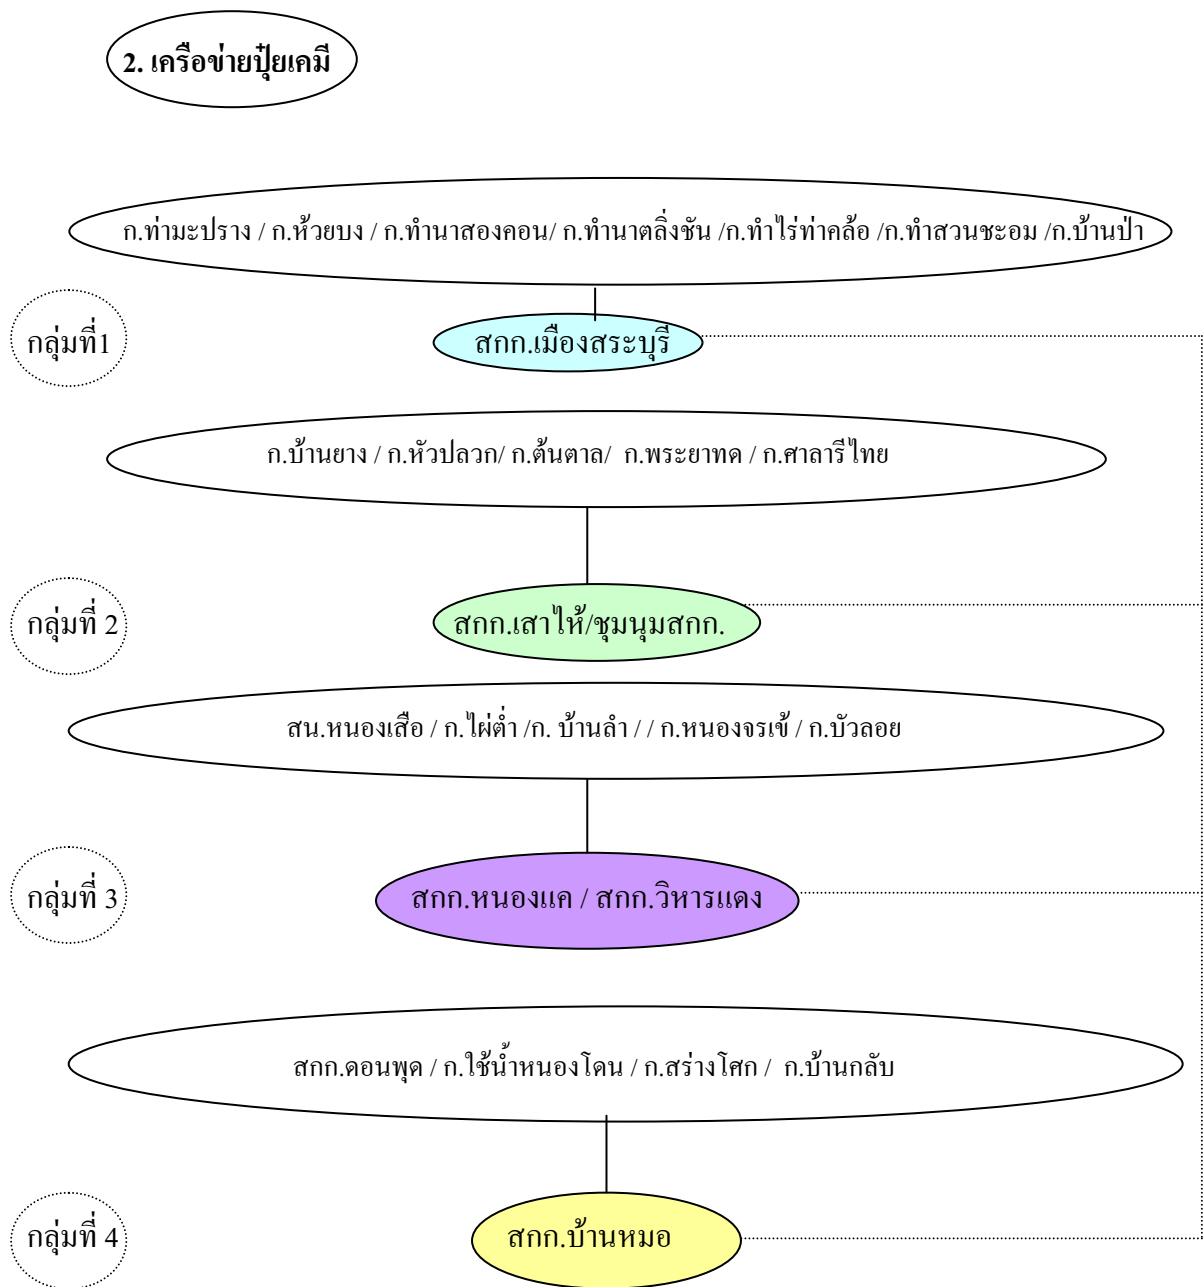 2. เครือข่ายปุ๋ยเคมี
ก.ท่ามะปราง / ก.ห้วยบง / ก.ทำนาสองคอน/ ก.ทำนาตลิ่งชัน /ก.ทำไร่ท่าคล้อ /ก.ทำสวนชะอม /ก.บ้านป่า
กลุ่มที่1
สกก.เมืองสระบุรี
ก.บ้านยาง / ก.หัวปลวก/ ก.ต้นตาล/ ก.พระยาทด / ก.ศาลารีไทย
กลุ่มที่ 2
สกก.เสาไห้/ชุมนุมสกก.
สน.หนองเสือ / ก.ไผ่ต่ำ /ก. บ้านลำ / / ก.หนองจรเข้ / ก.บัวลอย
กลุ่มที่ 3
สกก.หนองแค / สกก.วิหารแดง
สกก.ดอนพุด / ก.ใช้น้ำหนองโดน / ก.สร่างโศก / ก.บ้านกลับ
กลุ่มที่ 4
สกก.บ้านหมอ